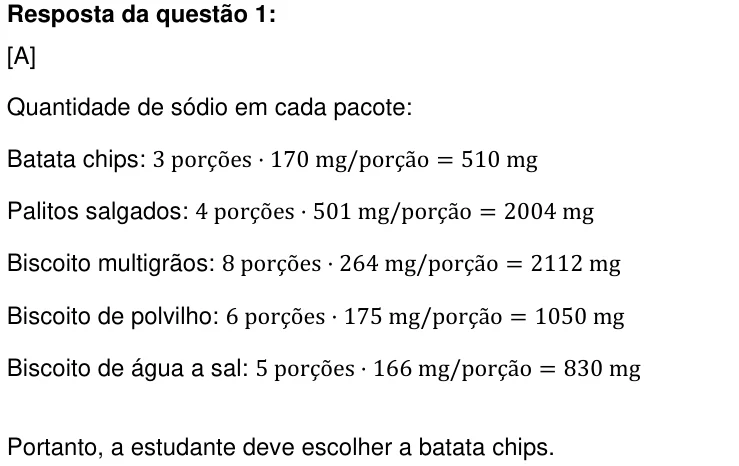 Resposta da questão 1:
[A]
Quantidade de sódio em cada pacote:
Batata chips: 3 porções · 170 mg/porção = 510 mg
Palitos salgados: 4 porções · 501 mg/porção = 2004 mg
Biscoito multigrãos: 8 porções · 264 mg/porção = 2112 mg
Biscoito de polvilho: 6 porções · 175 mg/porção = 1050 mg
Biscoito de água a sal: 5 porções · 166 mg/porção = 830 mg
Portanto, a estudante deve escolher a batata chips.